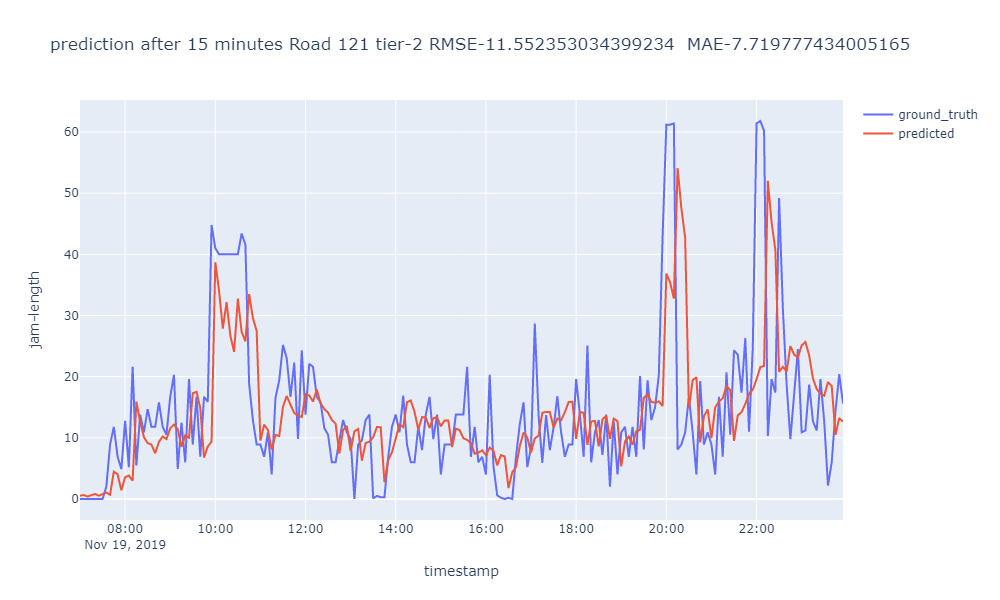 prediction after 15 minutes Road 121 tier-2 RMSE-11.552353034399234  MAE-7.719777434005165
ground_truth
predicted
60
50
40
30
20
10
0
jam-length
08:00 10:00 12:00 14:00 16:00 18:00 20:00 22:00
Nov 19, 2019
timestamp